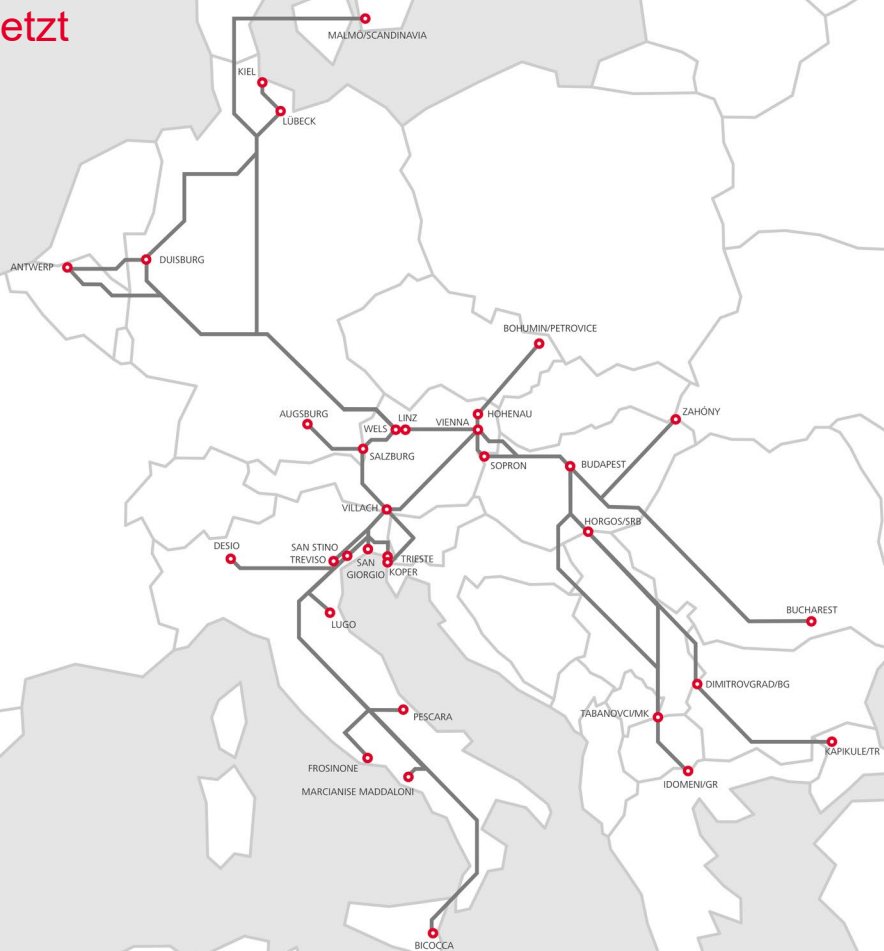 etzt
MALMÖ/SCANDINAVIA
KIEL
LÜBECK
DUISBURG
ANTWERP
BOHUMIN/PETROVICE
AUGSBURG
LINZ
HOHENAU
ZAHÓNY
WELS
VIENNA
SALZBURG
SOPRON
BUDAPEST
VILLACH
HORGOS/SRB
DESIO
SAN STINO
TREVISO
SAN
GIORGIO
TRIESTE
KOPER
BUCHAREST
LUGO
DIMITROVGRAD/BG
PESCARA
TABANOVCI/MK
KAPIKULE/TR
FROSINONE
IDOMENI/GR
MARCIANISE MADDALONI
BICOCCA